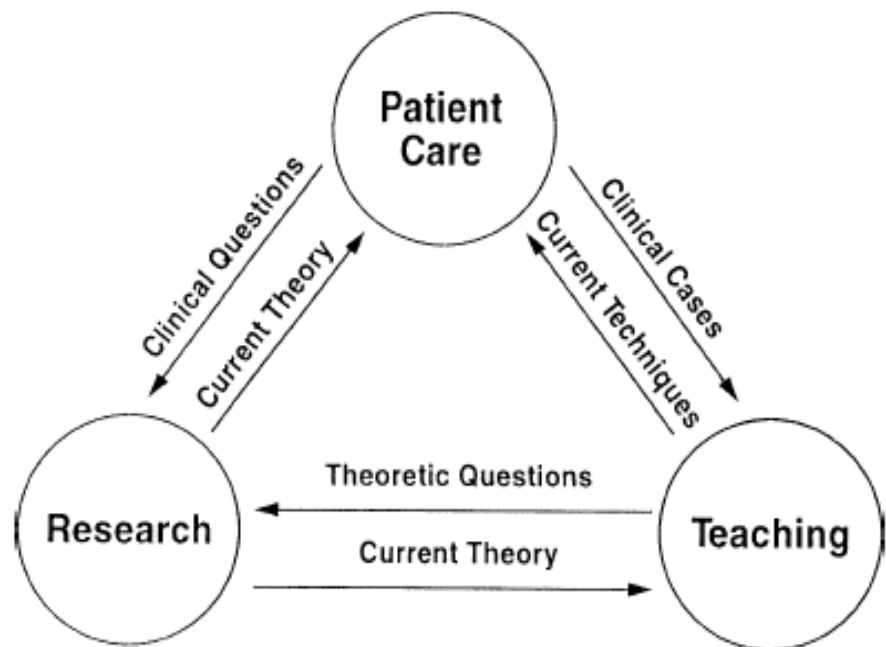 Patient
Care
Clinical Questions
Current Theory
Clinical Cases
Current Techniques
Theoretic Questions
Research
Teaching
Current Theory